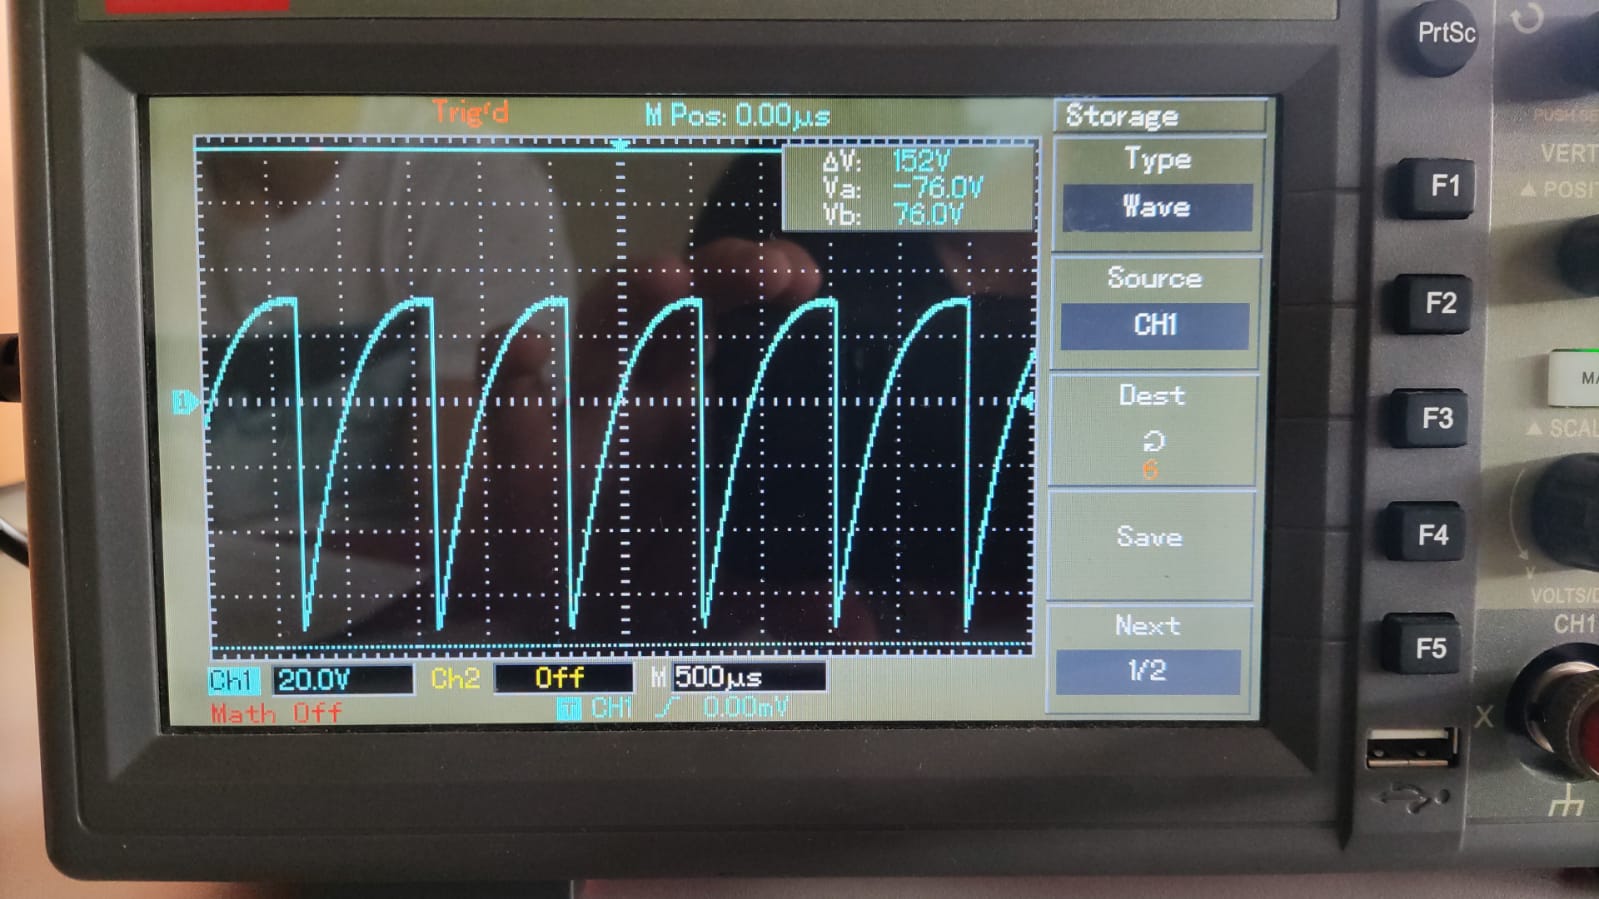 Trig'd M Pos: 0.00μs
Storage
ΔV: 152V
Va: -76.0V
Vb: 76.0V
Type
Wave
Source
CH1
Dest
6
Save
Next
1/2
1
Ch1 20.0V Ch2 Off M 500μs
Math Off T CH1 0.00mV
PrtSc
F1
F2
F3
F4
F5
VERT
▲ POSIT
MA
▲ SCAL
VOLTS/D
CH1
X